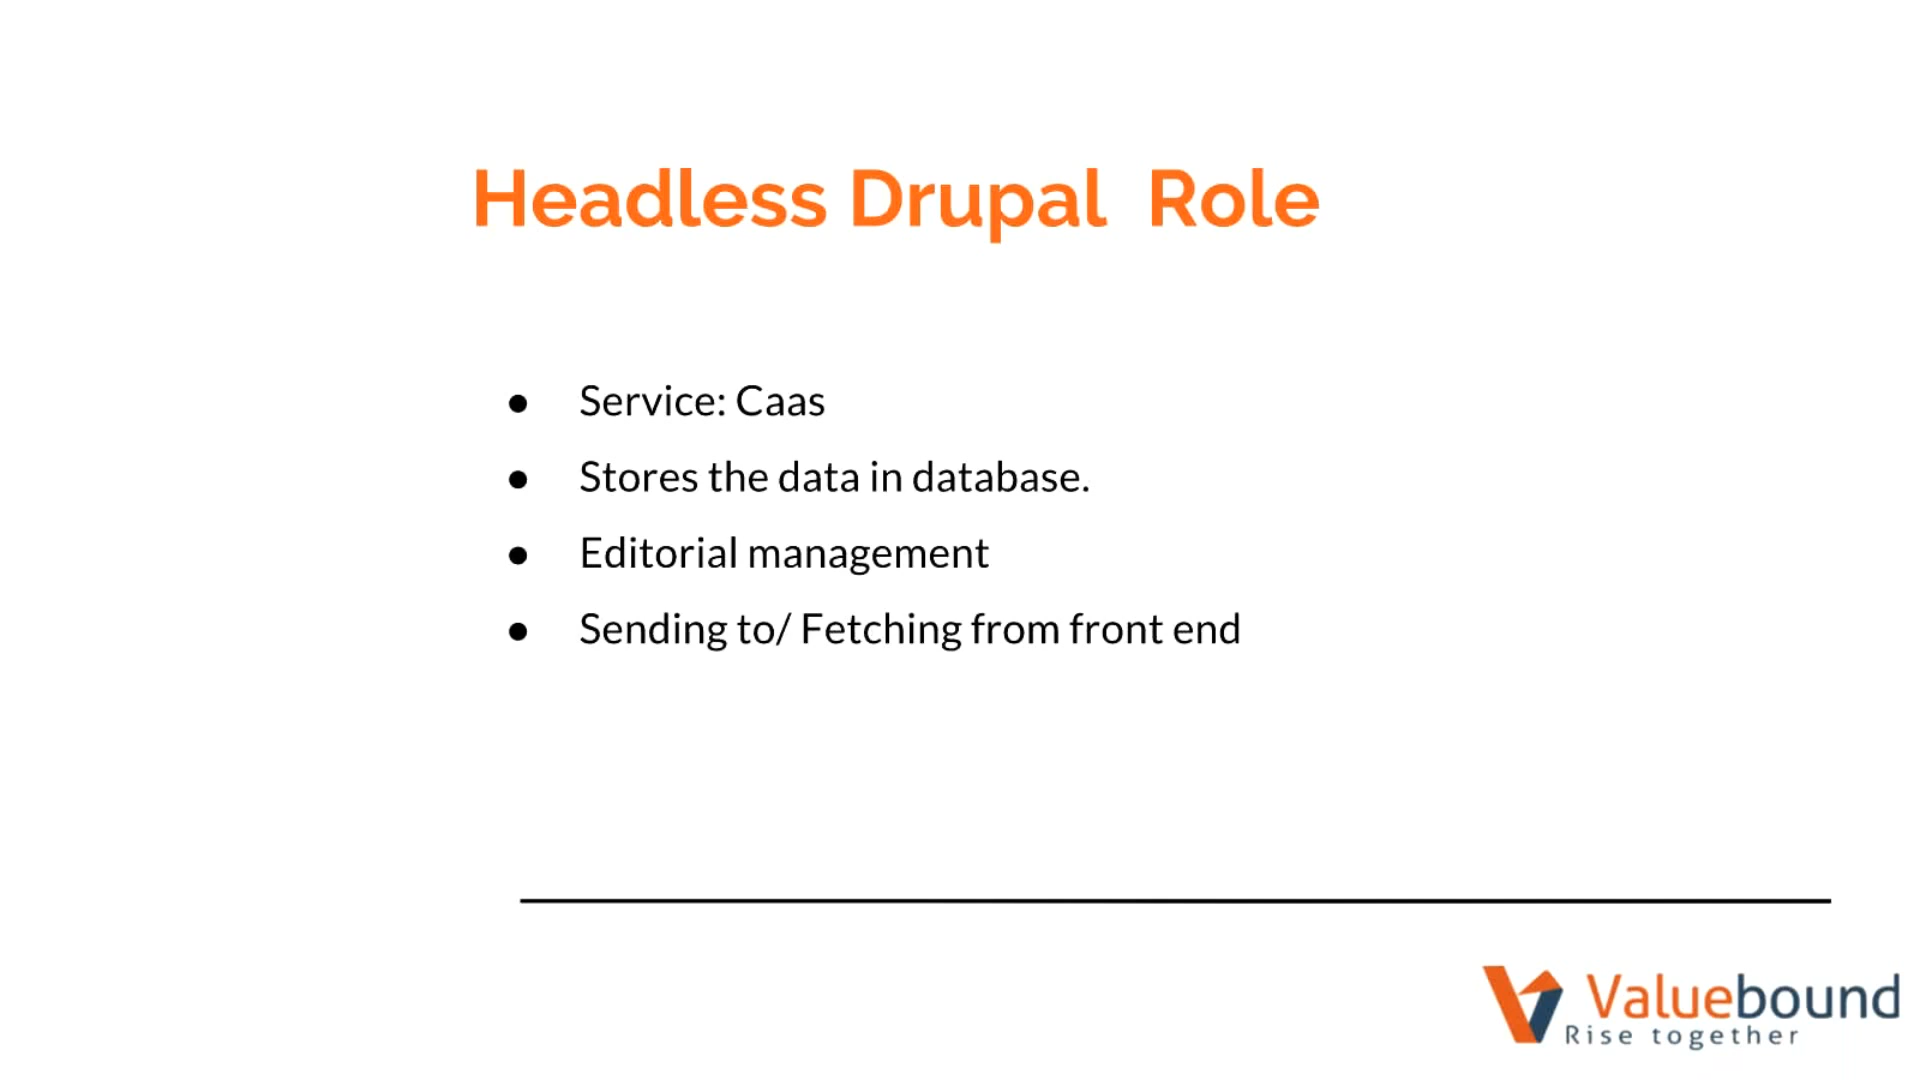 Headless Drupal  Role
● Service: Caas
● Stores the data in database.
● Editorial management
● Sending to/ Fetching from front end
Valuebound
Rise together